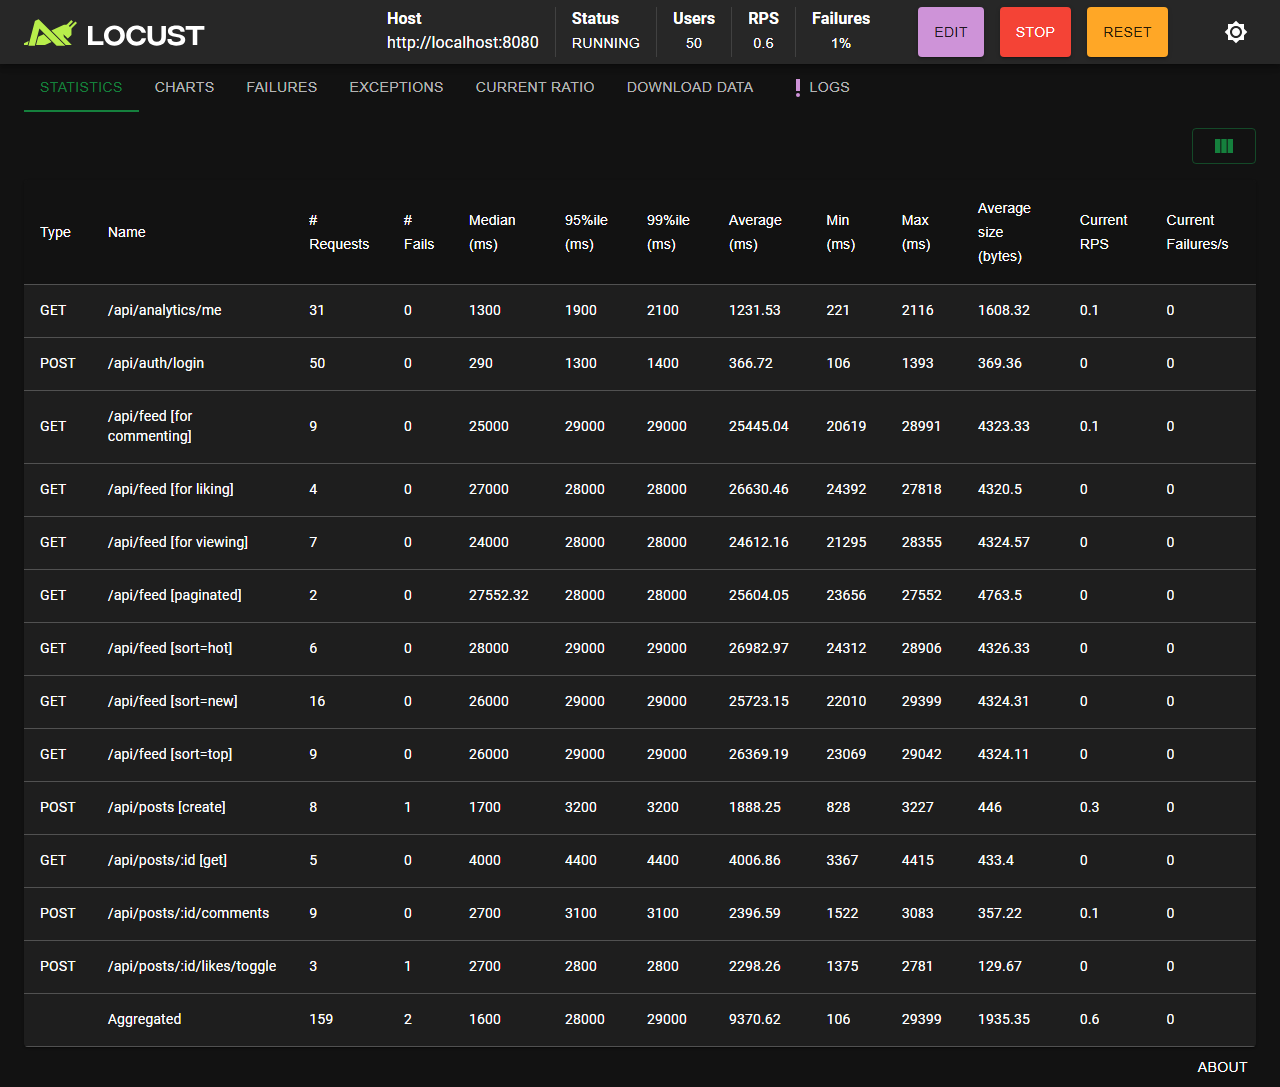 LOCUST
Host
http://localhost:8080
Status
RUNNING
Users
50
RPS
0.6
Failures
1%
EDIT
STOP
RESET
STATISTICS CHARTS FAILURES EXCEPTIONS CURRENT RATIO DOWNLOAD DATA ! LOGS
Type Name # Requests # Fails Median (ms) 95%ile (ms) 99%ile (ms) Average (ms) Min (ms) Max (ms) Average size (bytes) Current RPS Current Failures/s
GET /api/analytics/me 31 0 1300 1900 2100 1231.53 221 2116 1608.32 0.1 0
POST /api/auth/login 50 0 290 1300 1400 366.72 106 1393 369.36 0 0
GET /api/feed [for commenting] 9 0 25000 29000 29000 25445.04 20619 28991 4323.33 0.1 0
GET /api/feed [for liking] 4 0 27000 28000 28000 26630.46 24392 27818 4320.5 0 0
GET /api/feed [for viewing] 7 0 24000 28000 28000 24612.16 21295 28355 4324.57 0 0
GET /api/feed [paginated] 2 0 27552.32 28000 28000 25604.05 23656 27552 4763.5 0 0
GET /api/feed [sort=hot] 6 0 28000 29000 29000 26982.97 24312 28906 4326.33 0 0
GET /api/feed [sort=new] 16 0 26000 29000 29000 25723.15 22010 29399 4324.31 0 0
GET /api/feed [sort=top] 9 0 26000 29000 29000 26369.19 23069 29042 4324.11 0 0
POST /api/posts [create] 8 1 1700 3200 3200 1888.25 828 3227 446 0.3 0
GET /api/posts/:id [get] 5 0 4000 4400 4400 4006.86 3367 4415 433.4 0 0
POST /api/posts/:id/comments 9 0 2700 3100 3100 2396.59 1522 3083 357.22 0.1 0
POST /api/posts/:id/likes/toggle 3 1 2700 2800 2800 2298.26 1375 2781 129.67 0 0
Aggregated 159 2 1600 28000 29000 9370.62 106 29399 1935.35 0.6 0
ABOUT